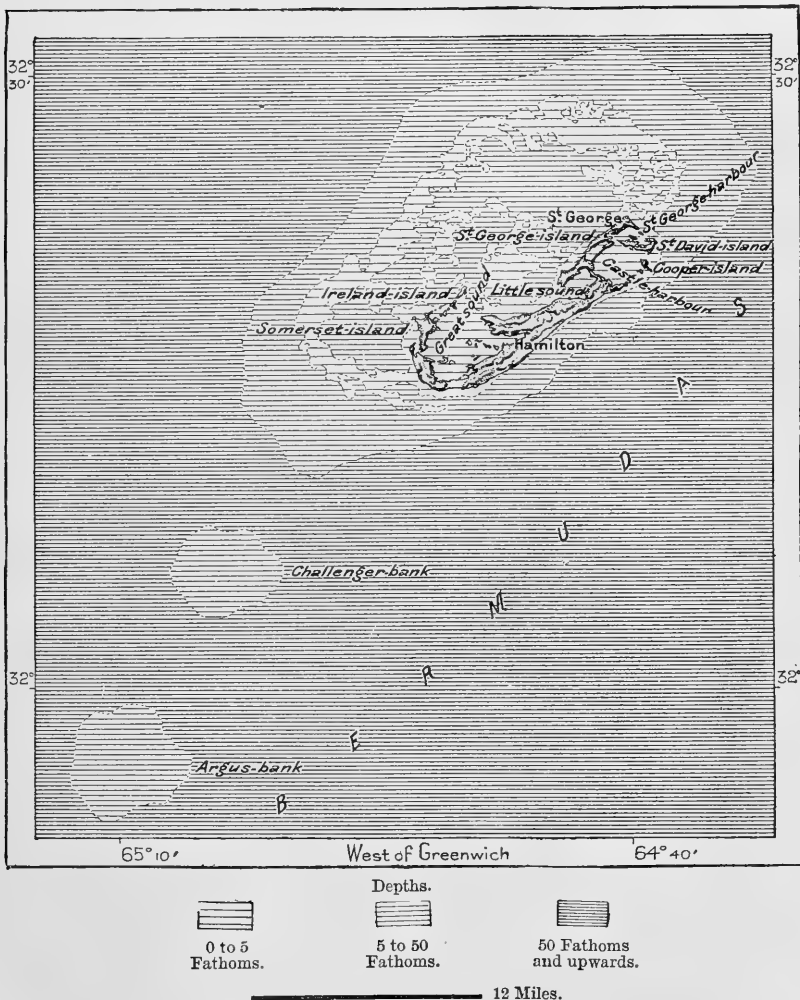 32° 30′
32° 30′
St George-harbour
St George
St George-island
St David-island
Cooper-island
Castle-harbour
Little sound
Ireland-island
Great sound
Somerset-island
Hamilton
BERMUDAS
Challenger-bank
32°
32°
Argus-bank
65° 10′
West of Greenwich
64° 40′
Depths.
0 to 5
Fathoms.
5 to 50
Fathoms.
50 Fathoms
and upwards.
12 Miles.